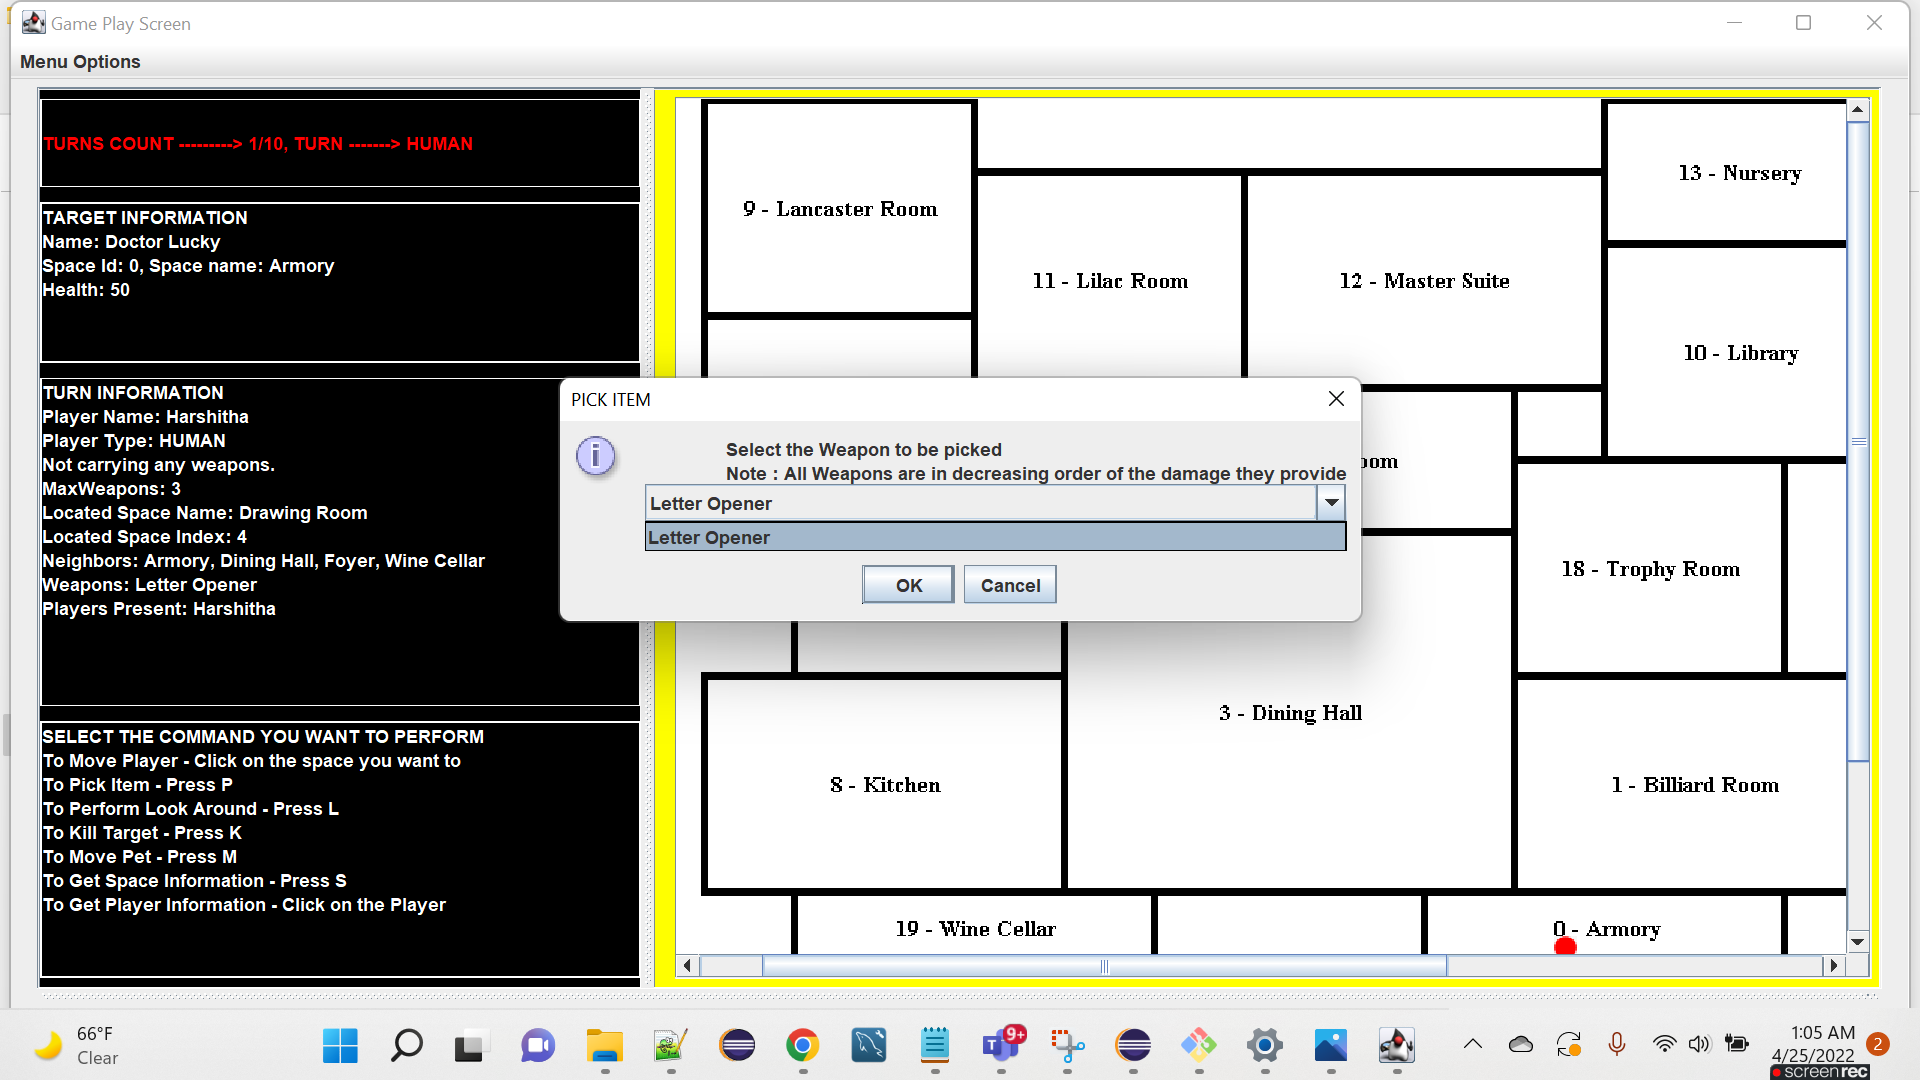 Game Play Screen
Menu Options
TURNS COUNT ---------> 1/10, TURN -------> HUMAN
TARGET INFORMATION
Name: Doctor Lucky
Space Id: 0, Space name: Armory
Health: 50
TURN INFORMATION
Player Name: Harshitha
Player Type: HUMAN
Not carrying any weapons.
MaxWeapons: 3
Located Space Name: Drawing Room
Located Space Index: 4
Neighbors: Armory, Dining Hall, Foyer, Wine Cellar
Weapons: Letter Opener
Players Present: Harshitha
SELECT THE COMMAND YOU WANT TO PERFORM
To Move Player - Click on the space you want to
To Pick Item - Press P
To Perform Look Around - Press L
To Kill Target - Press K
To Move Pet - Press M
To Get Space Information - Press S
To Get Player Information - Click on the Player
13 - Nursery
9 - Lancaster Room
11 - Lilac Room
12 - Master Suite
10 - Library
PICK ITEM
Select the Weapon to be picked
Note : All Weapons are in decreasing order of the damage they provide
Letter Opener
Letter Opener
OK
Cancel
18 - Trophy Room
3 - Dining Hall
8 - Kitchen
1 - Billiard Room
19 - Wine Cellar
0 - Armory
66°F
Clear
9+
1:05 AM
4/25/2022
2
screenrec